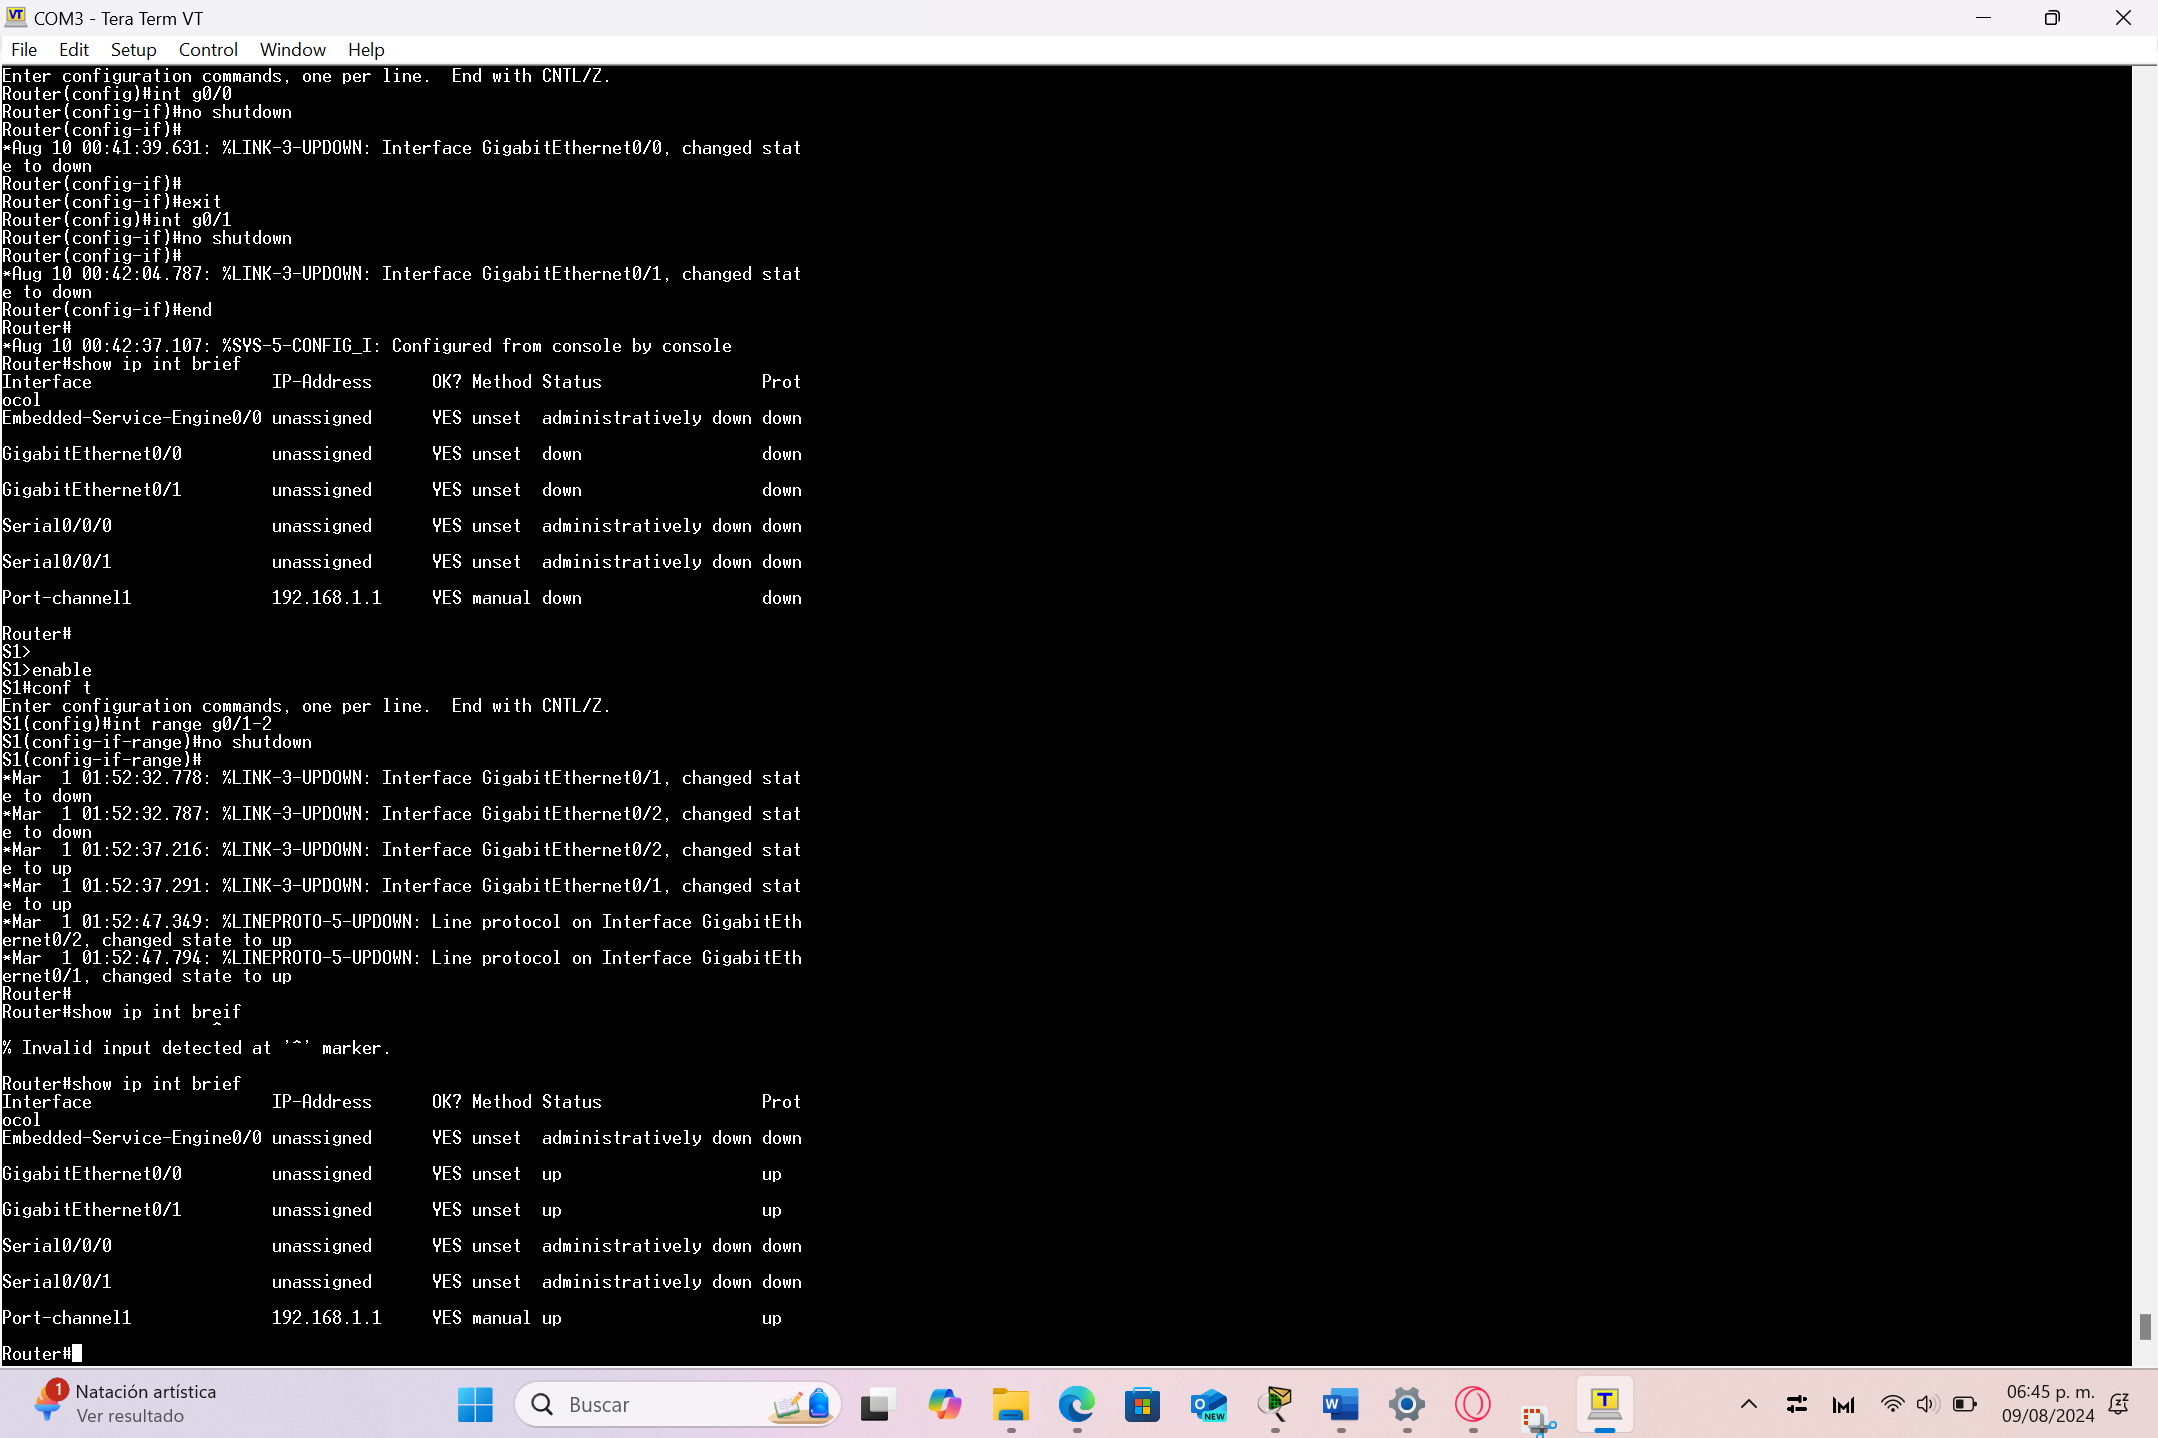 COM3 - Tera Term VT
File Edit Setup Control Window Help
Enter configuration commands, one per line.  End with CNTL/Z.
Router(config)#int g0/0
Router(config-if)#no shutdown
Router(config-if)#
*Aug 10 00:41:39.631: %LINK-3-UPDOWN: Interface GigabitEthernet0/0, changed stat
e to down
Router(config-if)#
Router(config-if)#exit
Router(config)#int g0/1
Router(config-if)#no shutdown
Router(config-if)#
*Aug 10 00:42:04.787: %LINK-3-UPDOWN: Interface GigabitEthernet0/1, changed stat
e to down
Router(config-if)#end
Router#
*Aug 10 00:42:37.107: %SYS-5-CONFIG_I: Configured from console by console
Router#show ip int brief
Interface                  IP-Address      OK? Method Status                Prot
ocol
Embedded-Service-Engine0/0 unassigned      YES unset  administratively down down
GigabitEthernet0/0         unassigned      YES unset  down                  down
GigabitEthernet0/1         unassigned      YES unset  down                  down
Serial0/0/0                unassigned      YES unset  administratively down down
Serial0/0/1                unassigned      YES unset  administratively down down
Port-channel1              192.168.1.1     YES manual down                  down
Router#
S1>
S1>enable
S1#conf t
Enter configuration commands, one per line.  End with CNTL/Z.
S1(config)#int range g0/1-2
S1(config-if-range)#no shutdown
S1(config-if-range)#
*Mar  1 01:52:32.778: %LINK-3-UPDOWN: Interface GigabitEthernet0/1, changed stat
e to down
*Mar  1 01:52:32.787: %LINK-3-UPDOWN: Interface GigabitEthernet0/2, changed stat
e to down
*Mar  1 01:52:37.216: %LINK-3-UPDOWN: Interface GigabitEthernet0/2, changed stat
e to up
*Mar  1 01:52:37.291: %LINK-3-UPDOWN: Interface GigabitEthernet0/1, changed stat
e to up
*Mar  1 01:52:47.349: %LINEPROTO-5-UPDOWN: Line protocol on Interface GigabitEth
ernet0/2, changed state to up
*Mar  1 01:52:47.794: %LINEPROTO-5-UPDOWN: Line protocol on Interface GigabitEth
ernet0/1, changed state to up
Router#
Router#show ip int breif
                     ^
% Invalid input detected at '^' marker.
Router#show ip int brief
Interface                  IP-Address      OK? Method Status                Prot
ocol
Embedded-Service-Engine0/0 unassigned      YES unset  administratively down down
GigabitEthernet0/0         unassigned      YES unset  up                    up
GigabitEthernet0/1         unassigned      YES unset  up                    up
Serial0/0/0                unassigned      YES unset  administratively down down
Serial0/0/1                unassigned      YES unset  administratively down down
Port-channel1              192.168.1.1     YES manual up                    up
Router#
1 Natación artística
Ver resultado
Buscar
NEW
06:45 p. m.
09/08/2024